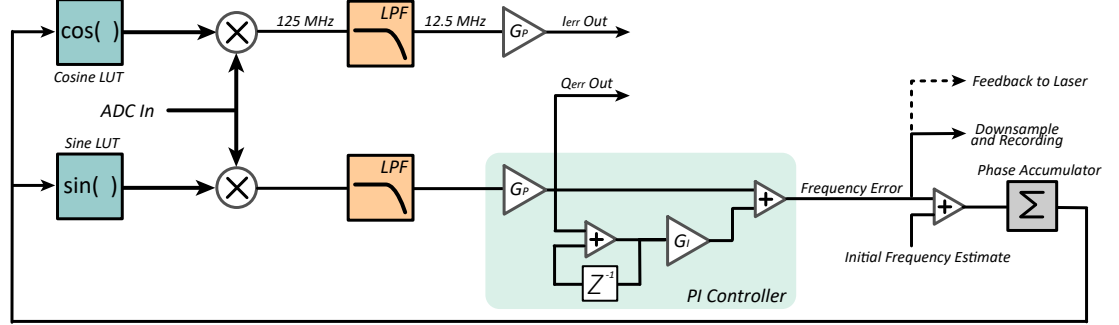 cos( )
Cosine LUT
125 MHz
LPF
12.5 MHz
GP
Ierr Out
ADC In
Qerr Out
Sine LUT
sin( )
LPF
GP
GI
Z-1
PI Controller
Frequency Error
Feedback to Laser
Downsample
and Recording
Phase Accumulator
Σ
Initial Frequency Estimate